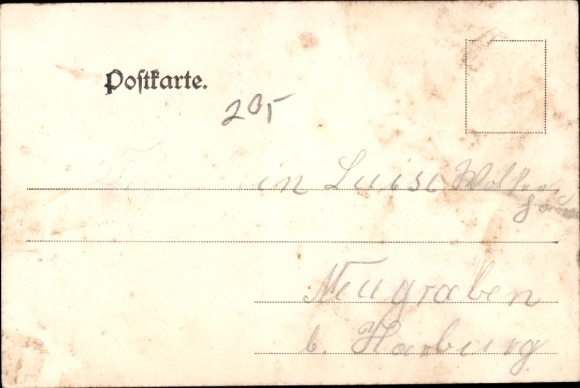 Postkarte.
205
in Luise
Neugraben
b. Harburg